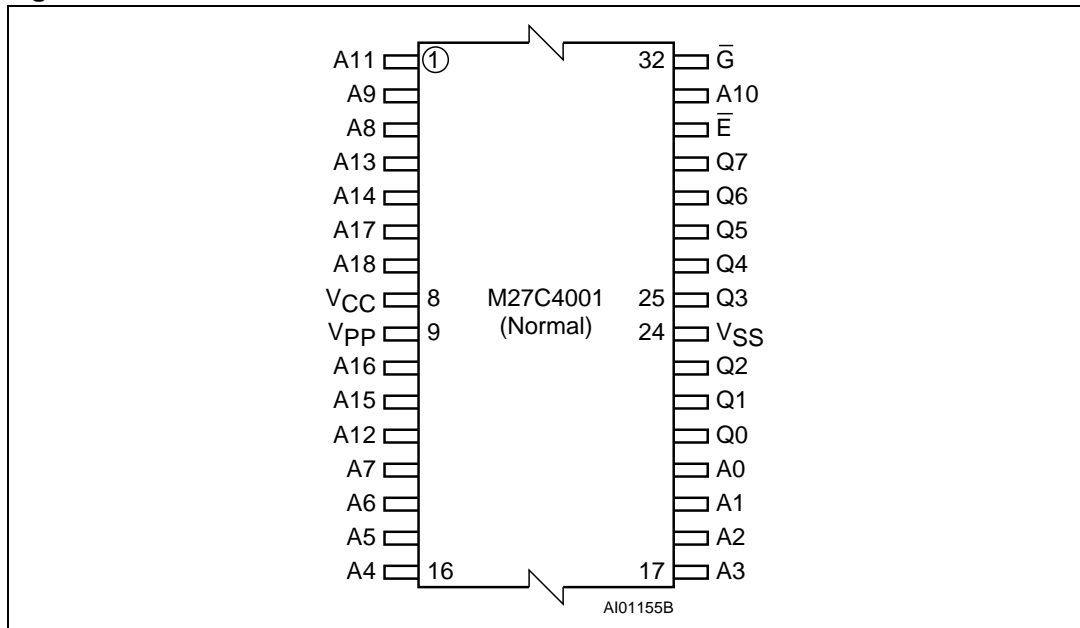 A11 1 32 G̅
A9 A10
A8 E̅
A13 Q7
A14 Q6
A17 Q5
A18 Q4
VCC 8 M27C4001 25 Q3
VPP 9 (Normal) 24 VSS
A16 Q2
A15 Q1
A12 Q0
A7 A0
A6 A1
A5 A2
A4 16 17 A3
AI01155B